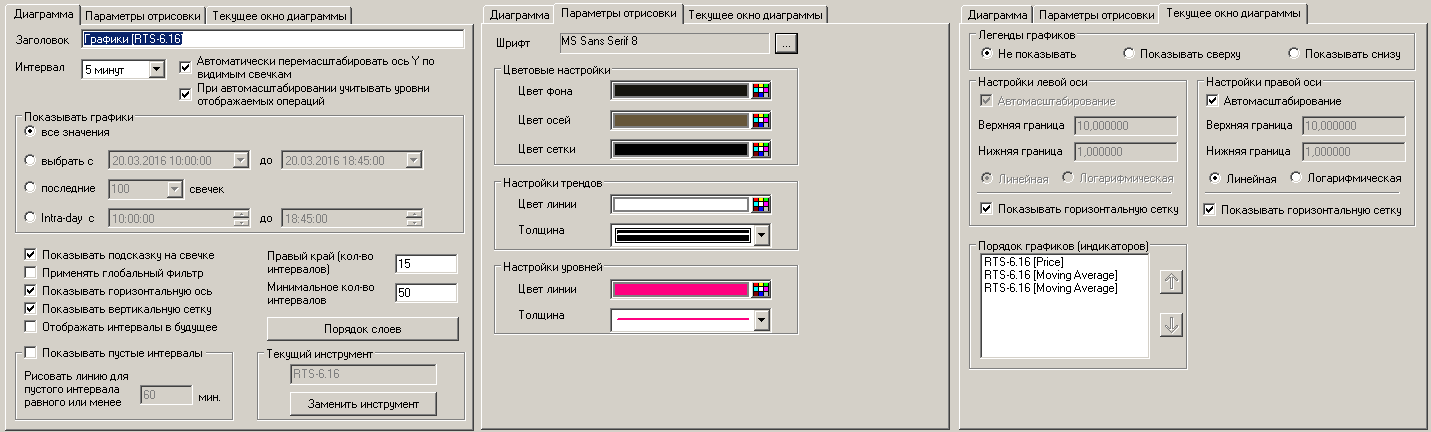 Диаграмма Параметры отрисовки Текущее окно диаграммы
Заголовок Графики [RTS-6.16]
Интервал 5 минут
Автоматически перемасштабировать ось Y по
видимым свечкам
При автомасштабировании учитывать уровни
отображаемых операций
Показывать графики
все значения
выбрать с 20.03.2016 10:00:00 до 20.03.2016 18:45:00
последние 100 свечек
Intra-day с 10:00:00 до 18:45:00
Показывать подсказку на свечке
Применять глобальный фильтр
Показывать горизонтальную ось
Показывать вертикальную сетку
Отображать интервалы в будущее
Правый край (кол-во
интервалов) 15
Минимальное кол-во
интервалов 50
Порядок слоев
Показывать пустые интервалы
Рисовать линию для
пустого интервала
равного или менее 60 мин.
Текущий инструмент
RTS-6.16
Заменить инструмент
Диаграмма Параметры отрисовки Текущее окно диаграммы
Шрифт MS Sans Serif 8 ...
Цветовые настройки
Цвет фона
Цвет осей
Цвет сетки
Настройки трендов
Цвет линии
Толщина
Настройки уровней
Цвет линии
Толщина
Диаграмма Параметры отрисовки Текущее окно диаграммы
Легенды графиков
Не показывать Показывать сверху Показывать снизу
Настройки левой оси
Автомасштабирование
Верхняя граница 10,000000
Нижняя граница 1,000000
Линейная Логарифмическая
Показывать горизонтальную сетку
Настройки правой оси
Автомасштабирование
Верхняя граница 10,000000
Нижняя граница 1,000000
Линейная Логарифмическая
Показывать горизонтальную сетку
Порядок графиков (индикаторов)
RTS-6.16 [Price]
RTS-6.16 [Moving Average]
RTS-6.16 [Moving Average]